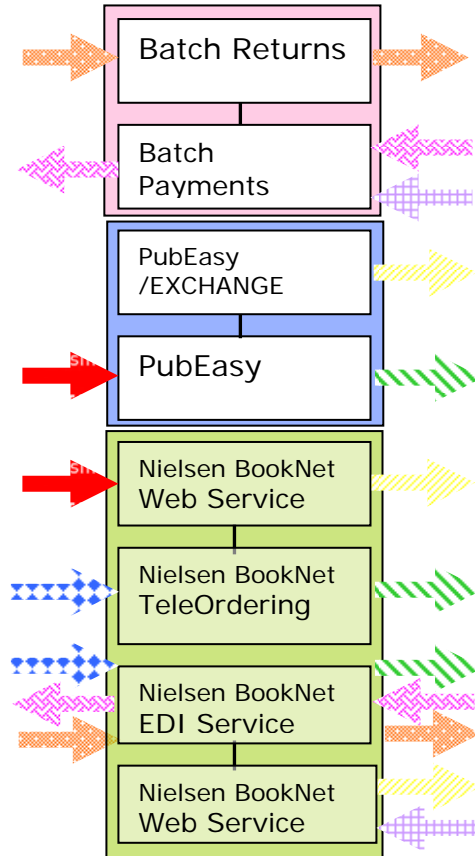 Batch Returns
Batch
Payments
PubEasy
/EXCHANGE
PubEasy
Nielsen BookNet
Web Service
Nielsen BookNet
TeleOrdering
Nielsen BookNet
EDI Service
Nielsen BookNet
Web Service